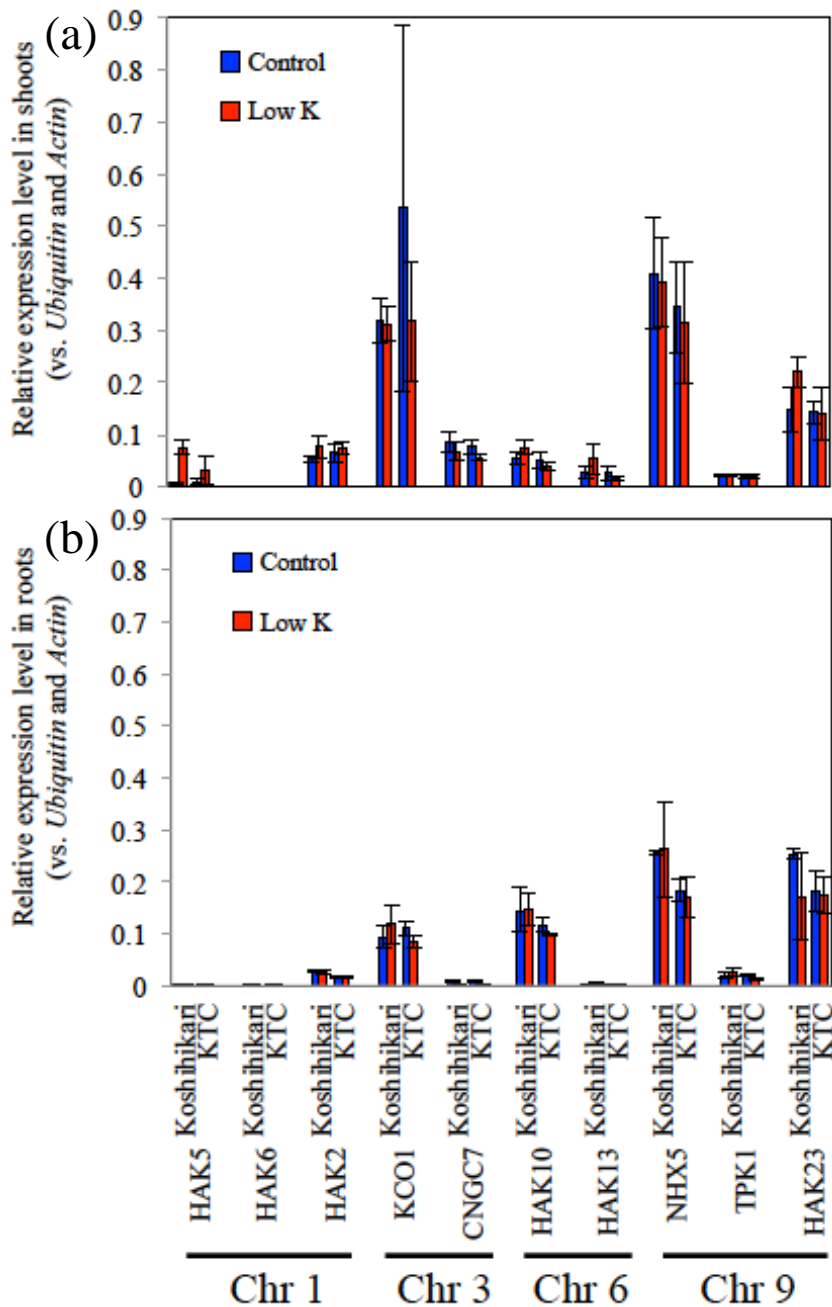 (a)
Relative expression level in shoots
(vs. Ubiquitin and Actin)
0.9
0.8
0.7
0.6
0.5
0.4
0.3
0.2
0.1
0
Control
Low K
(b)
Relative expression level in roots
(vs. Ubiquitin and Actin)
0.9
0.8
0.7
0.6
0.5
0.4
0.3
0.2
0.1
0
Control
Low K
Koshihikari
KTC
Koshihikari
KTC
Koshihikari
KTC
Koshihikari
KTC
Koshihikari
KTC
Koshihikari
KTC
Koshihikari
KTC
Koshihikari
KTC
Koshihikari
KTC
Koshihikari
KTC
HAK5
HAK6
HAK2
KCO1
CNGC7
HAK10
HAK13
NHX5
TPK1
HAK23
Chr 1
Chr 3
Chr 6
Chr 9